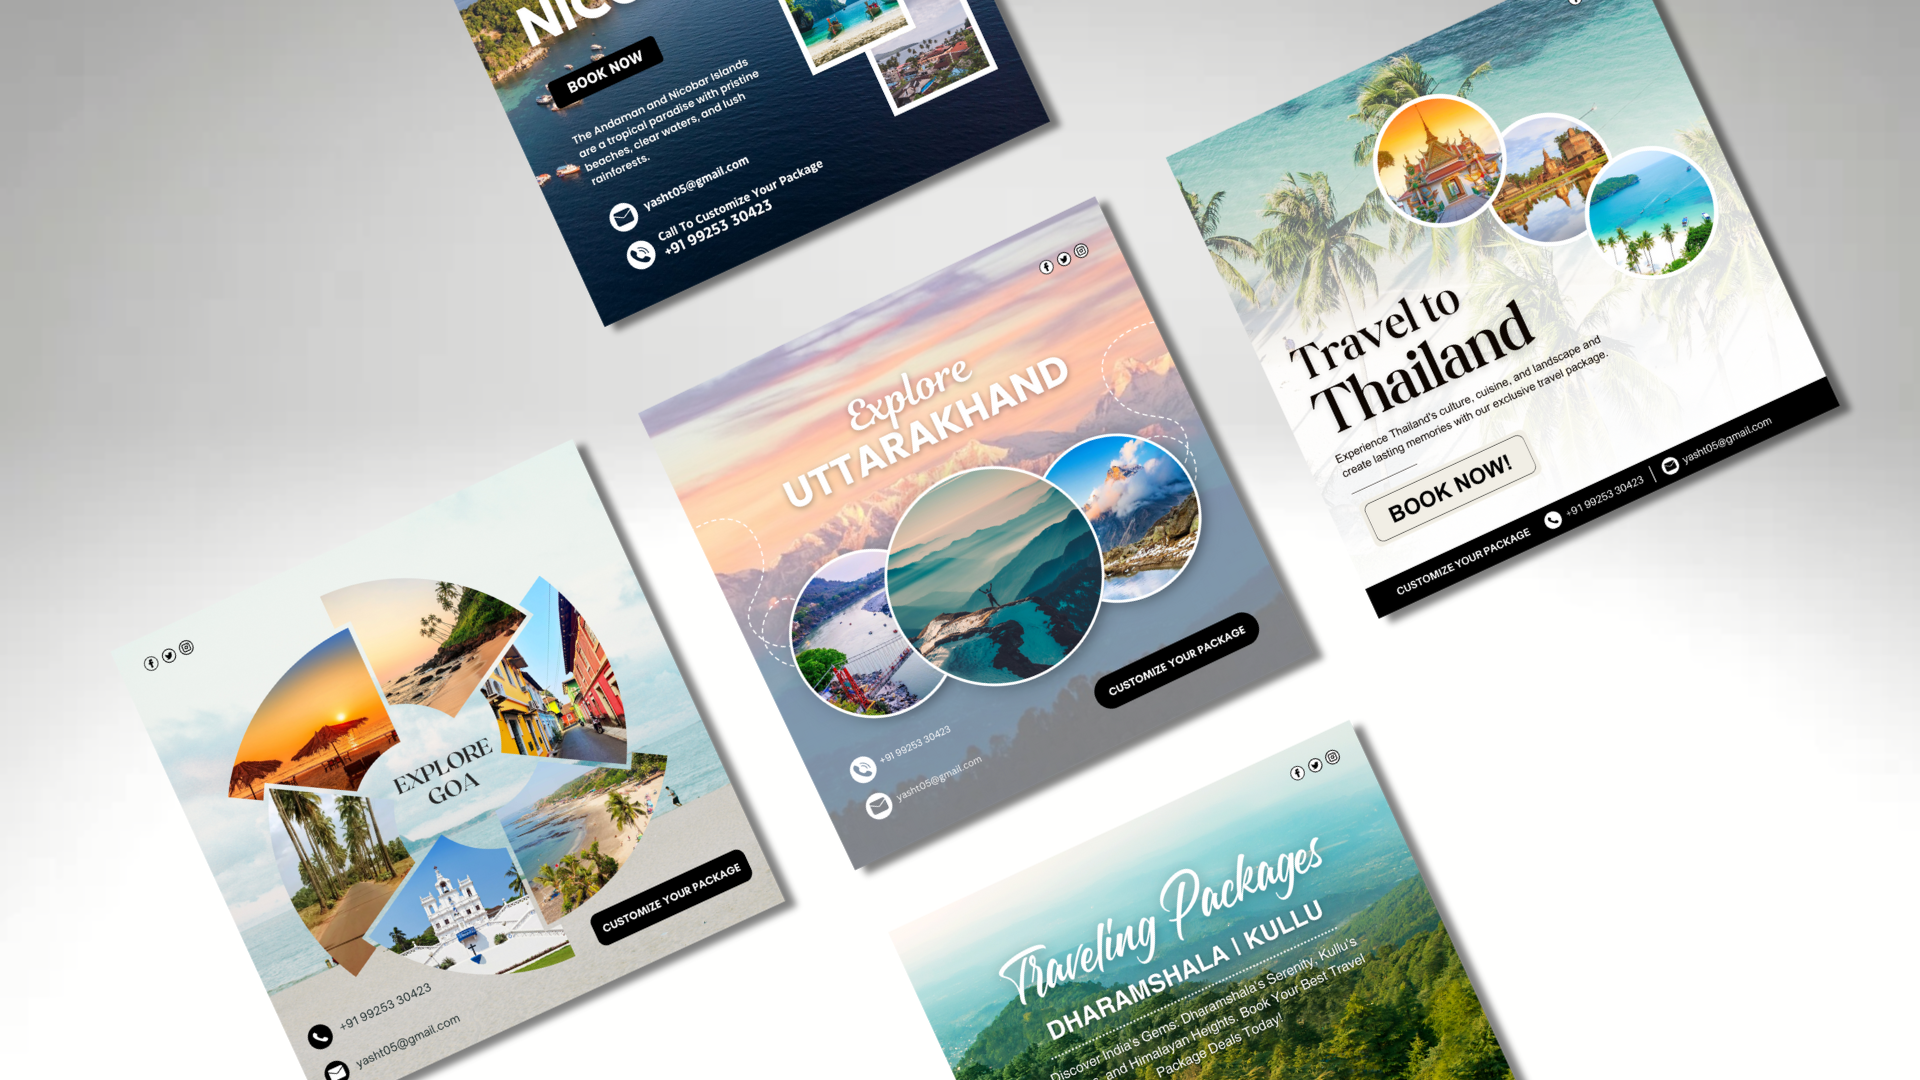 BOOK NOW
The Andaman and Nicobar Islands
are a tropical paradise with pristine
beaches, clear waters, and lush
rainforests.
yasht05@gmail.com
Call To Customize Your Package
+91 99253 30423
Travel to
Thailand
Experience Thailand's culture, cuisine, and landscape and
create lasting memories with our exclusive travel package.
BOOK NOW!
CUSTOMIZE YOUR PACKAGE
+91 99253 30423
yasht05@gmail.com
Explore
UTTARAKHAND
CUSTOMIZE YOUR PACKAGE
+91 99253 30423
yasht05@gmail.com
EXPLORE
GOA
CUSTOMIZE YOUR PACKAGE
+91 99253 30423
yasht05@gmail.com
Traveling Packages
DHARAMSHALA | KULLU
Discover India's Gems: Dharamshala's Serenity, Kullu's
and Himalayan Heights. Book Your Best Travel
Package Deals Today!